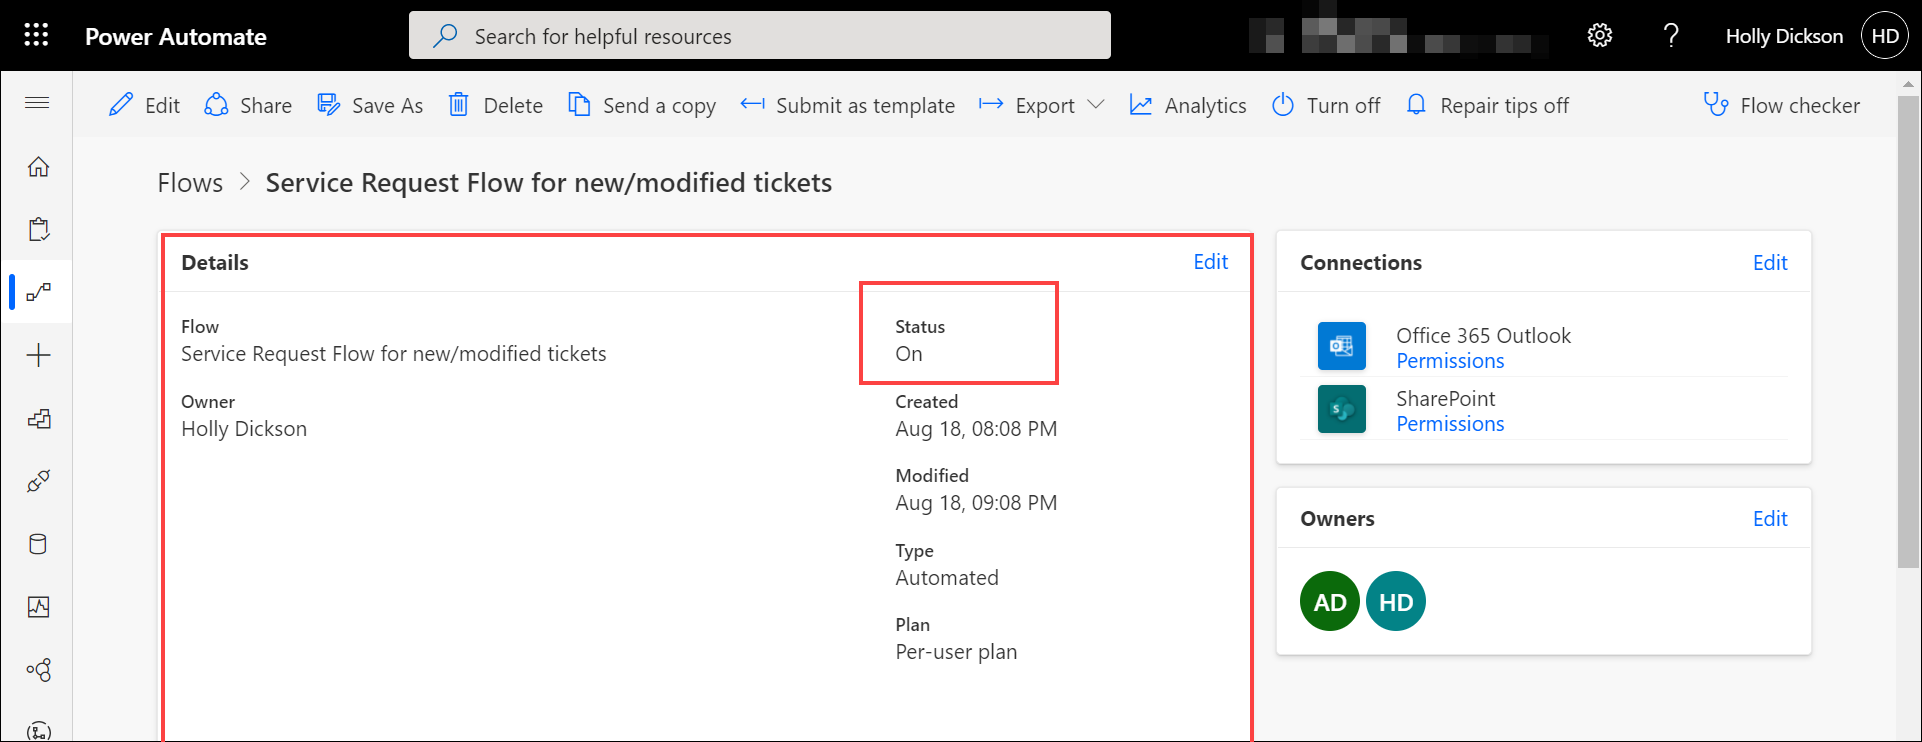 Power Automate
Search for helpful resources
Holly Dickson
HD
Edit
Share
Save As
Delete
Send a copy
Submit as template
Export
Analytics
Turn off
Repair tips off
Flow checker
Flows > Service Request Flow for new/modified tickets
Details
Edit
Flow
Service Request Flow for new/modified tickets
Owner
Holly Dickson
Status
On
Created
Aug 18, 08:08 PM
Modified
Aug 18, 09:08 PM
Type
Automated
Plan
Per-user plan
Connections
Edit
Office 365 Outlook
Permissions
SharePoint
Permissions
Owners
Edit
AD
HD